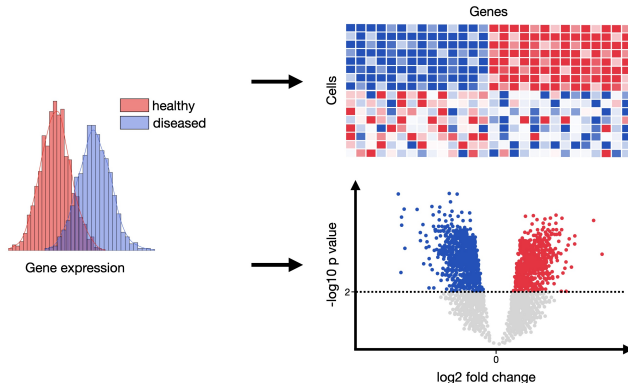 Genes
Cells
healthy
diseased
Gene expression
-log10 p value
2
0
log2 fold change